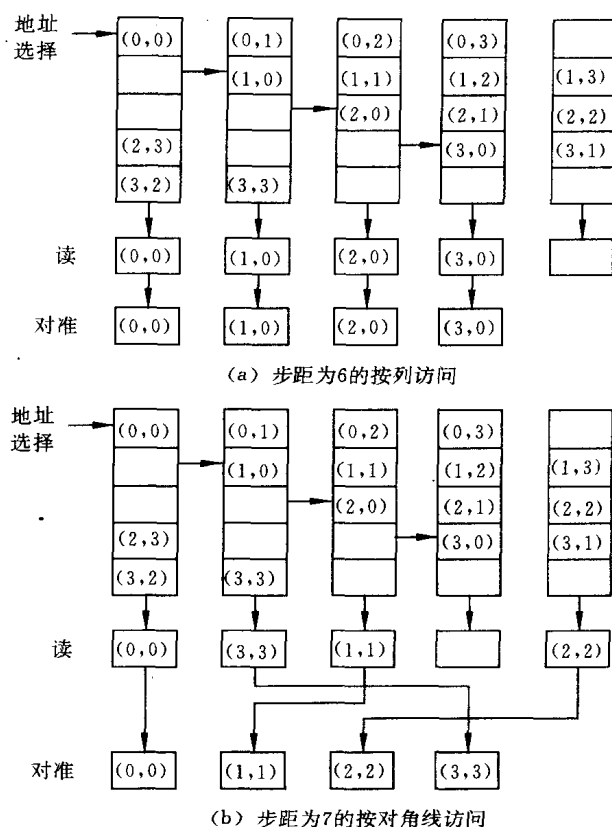 地址
选择
(0,0) (0,1) (0,2) (0,3)
(1,0) (1,1) (1,2) (1,3)
(2,0) (2,1) (2,2)
(2,3) (3,0) (3,1)
(3,2) (3,3)
读 (0,0) (1,0) (2,0) (3,0)
对准 (0,0) (1,0) (2,0) (3,0)
(a) 步距为6的按列访问
地址
选择
(0,0) (0,1) (0,2) (0,3)
(1,0) (1,1) (1,2) (1,3)
(2,0) (2,1) (2,2)
(2,3) (3,0) (3,1)
(3,2) (3,3)
读 (0,0) (3,3) (1,1) (2,2)
对准 (0,0) (1,1) (2,2) (3,3)
(b) 步距为7的按对角线访问